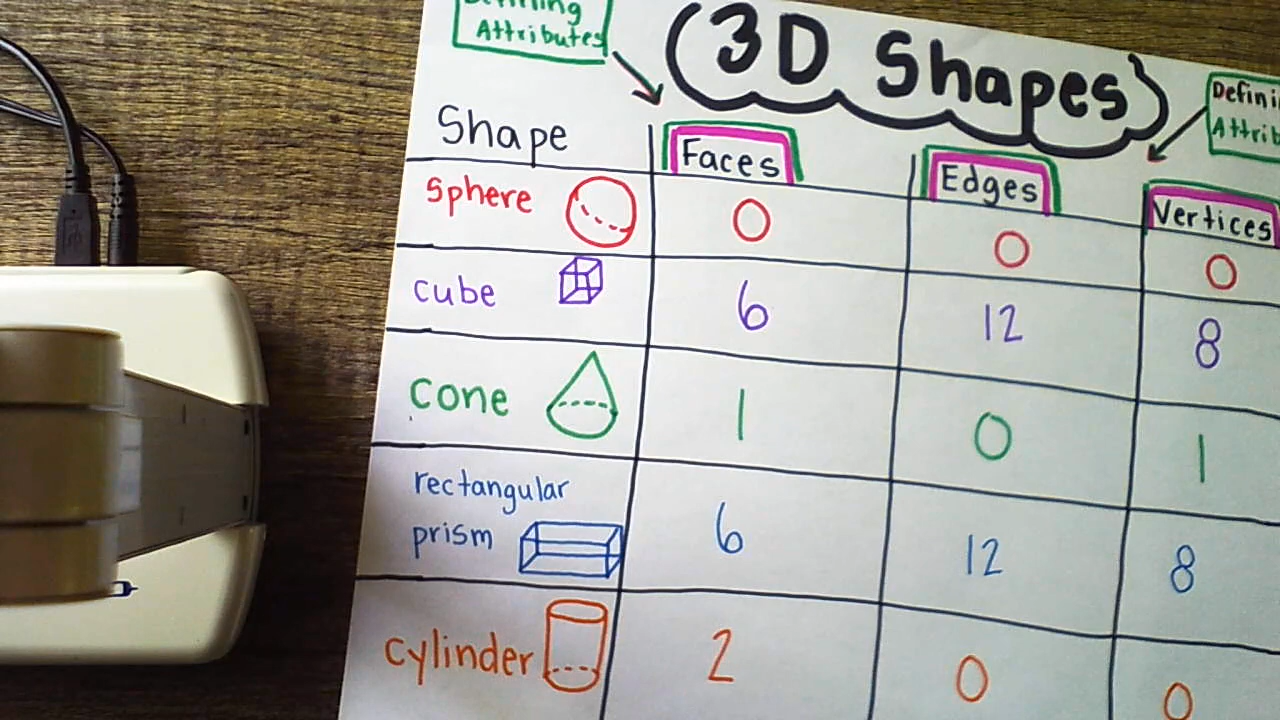 Defining
Attributes
(3D Shapes)
Defini
Attrib
Shape Faces Edges Vertices
sphere 0 0 0
cube 6 12 8
cone 1 0 1
rectangular
prism 6 12 8
cylinder 2 0 0